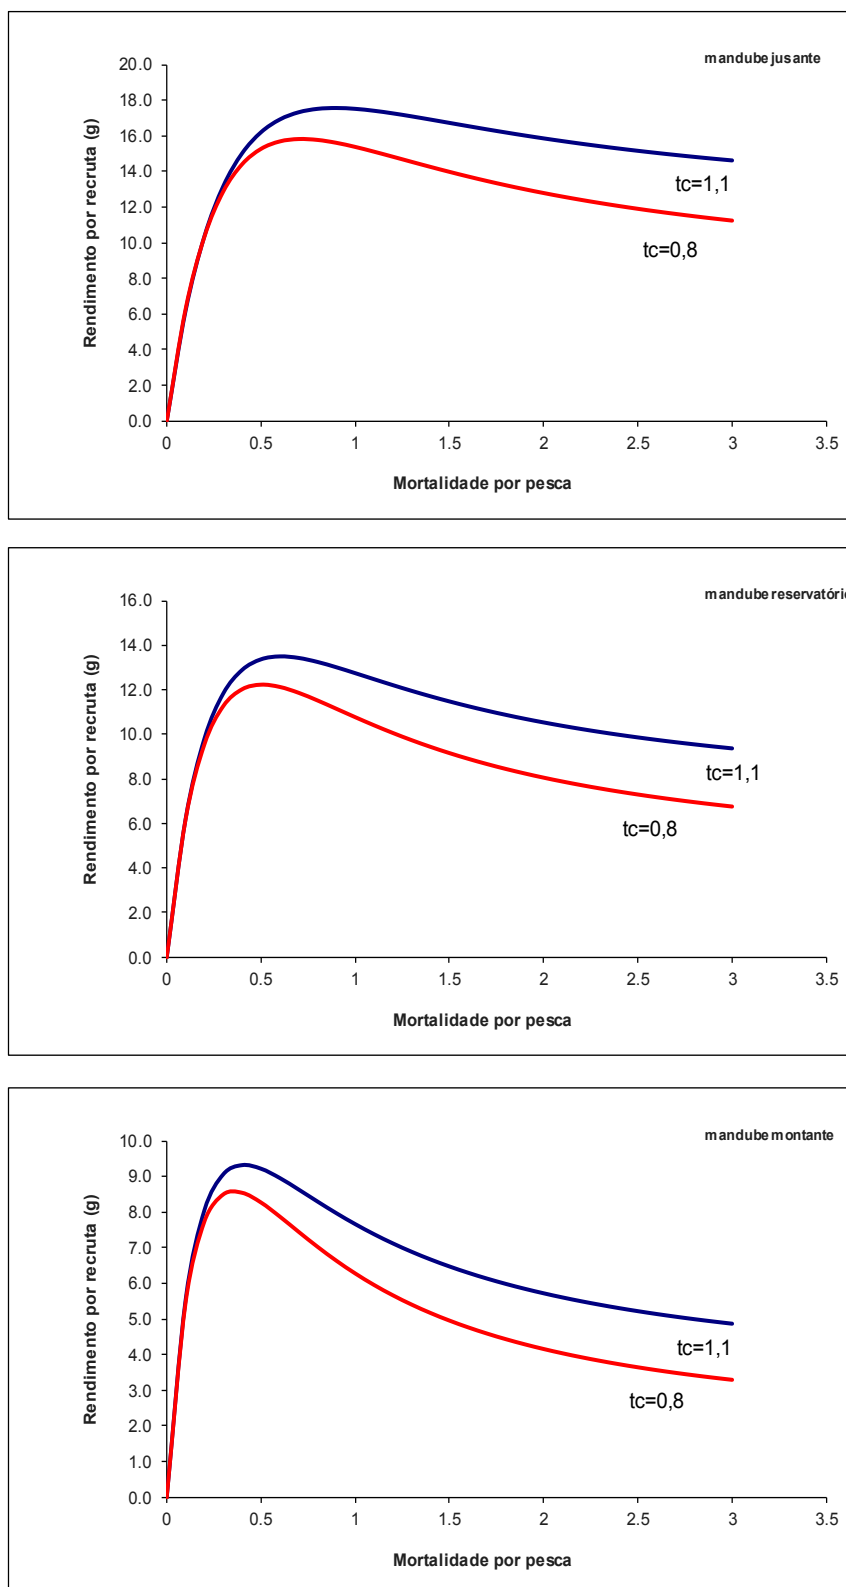 mandube jusante
Rendimento por recruta (g)
20.0
18.0
16.0
14.0
12.0
10.0
8.0
6.0
4.0
2.0
0.0
tc=1,1
tc=0,8
0 0.5 1 1.5 2 2.5 3 3.5
Mortalidade por pesca
mandube reservatóri
Rendimento por recruta (g)
16.0
14.0
12.0
10.0
8.0
6.0
4.0
2.0
0.0
tc=1,1
tc=0,8
0 0.5 1 1.5 2 2.5 3 3.5
Mortalidade por pesca
mandube montante
Rendimento por recruta (g)
10.0
9.0
8.0
7.0
6.0
5.0
4.0
3.0
2.0
1.0
0.0
tc=1,1
tc=0,8
0 0.5 1 1.5 2 2.5 3 3.5
Mortalidade por pesca